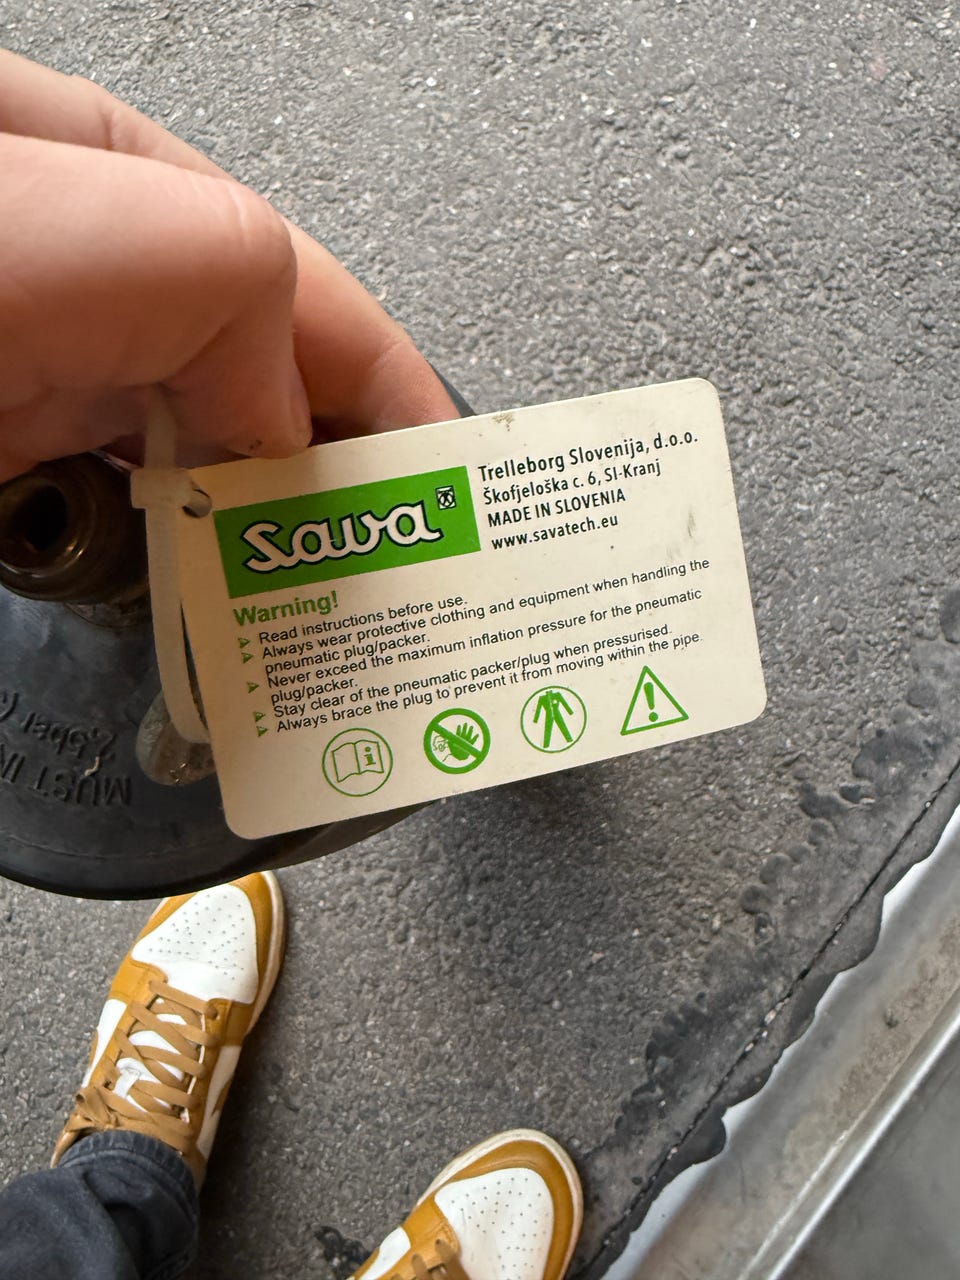 sava
Trelleborg Slovenija, d.o.o.
Škofjeloška c. 6, SI-Kranj
MADE IN SLOVENIA
www.savatech.eu
Warning!
Read instructions before use.
Always wear protective clothing and equipment when handling the
pneumatic plug/packer.
Never exceed the maximum inflation pressure for the pneumatic
plug/packer.
Stay clear of the pneumatic packer/plug when pressurised.
Always brace the plug to prevent it from moving within the pipe.
2,5bar
MUST